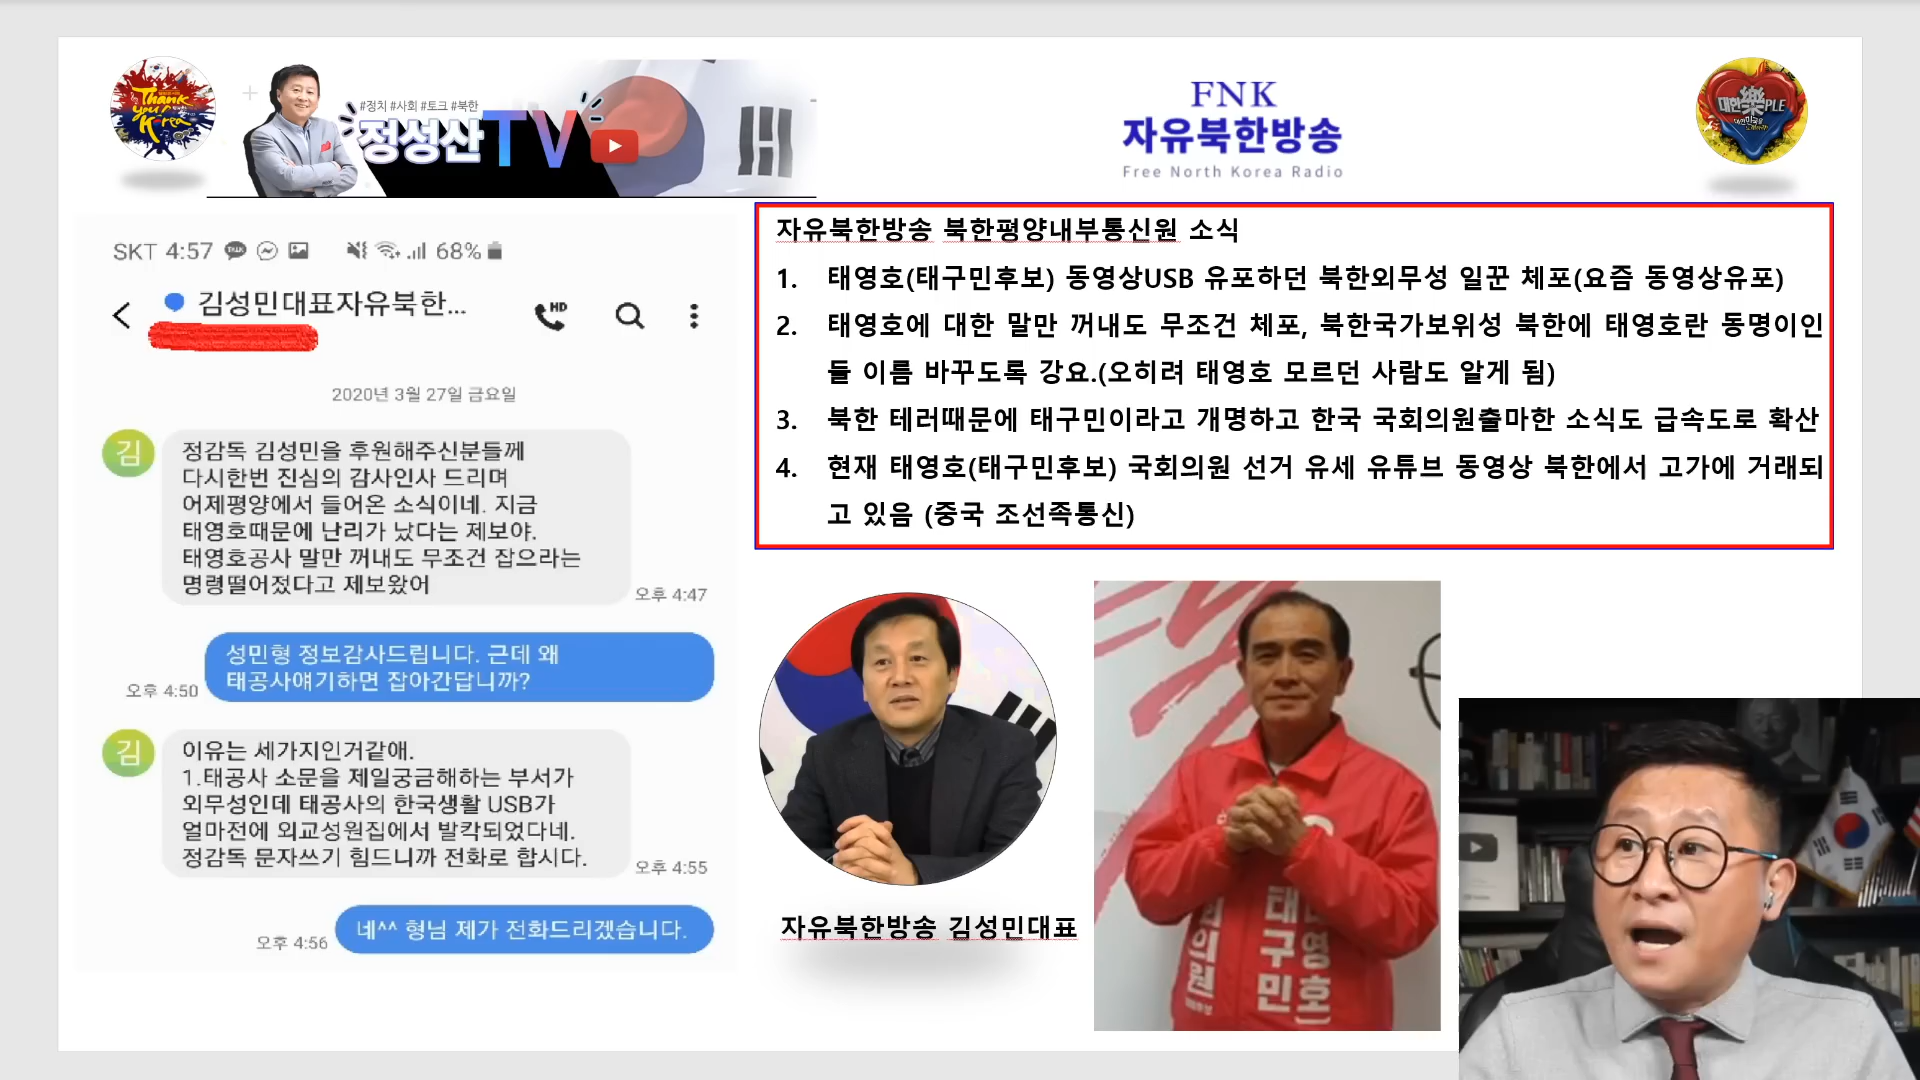 Thank you Korea
#정치 #사회 #토크 #북한
정성산TV
FNK
자유북한방송
Free North Korea Radio
대한樂PLE
SKT 4:57 TALK 68%
김성민대표자유북한...
HD
2020년 3월 27일 금요일
김
정감독 김성민을 후원해주신분들께
다시한번 진심의 감사인사 드리며
어제평양에서 들어온 소식이네. 지금
태영호때문에 난리가 났다는 제보야.
태영호공사 말만 꺼내도 무조건 잡으라는
명령떨어젔다고 제보왔어
오후 4:47
성민형 정보감사드립니다. 근데 왜
태공사얘기하면 잡아간답니까?
오후 4:50
김
이유는 세가지인거같애.
1.태공사 소문을 제일궁금해하는 부서가
외무성인데 태공사의 한국생활 USB가
얼마전에 외교성원집에서 발칵되었다네.
정감독 문자쓰기 힘드니까 전화로 합시다.
오후 4:55
네^^ 형님 제가 전화드리겠습니다.
오후 4:56
자유북한방송 북한평양내부통신원 소식
1. 태영호(태구민후보) 동영상USB 유포하던 북한외무성 일꾼 체포(요즘 동영상유포)
2. 태영호에 대한 말만 꺼내도 무조건 체포, 북한국가보위성 북한에 태영호란 동명이인
들 이름 바꾸도록 강요.(오히려 태영호 모르던 사람도 알게 됨)
3. 북한 테러때문에 태구민이라고 개명하고 한국 국회의원출마한 소식도 급속도로 확산
4. 현재 태영호(태구민후보) 국회의원 선거 유세 유튜브 동영상 북한에서 고가에 거래되
고 있음 (중국 조선족통신)
자유북한방송 김성민대표
태구민
영호
회의원